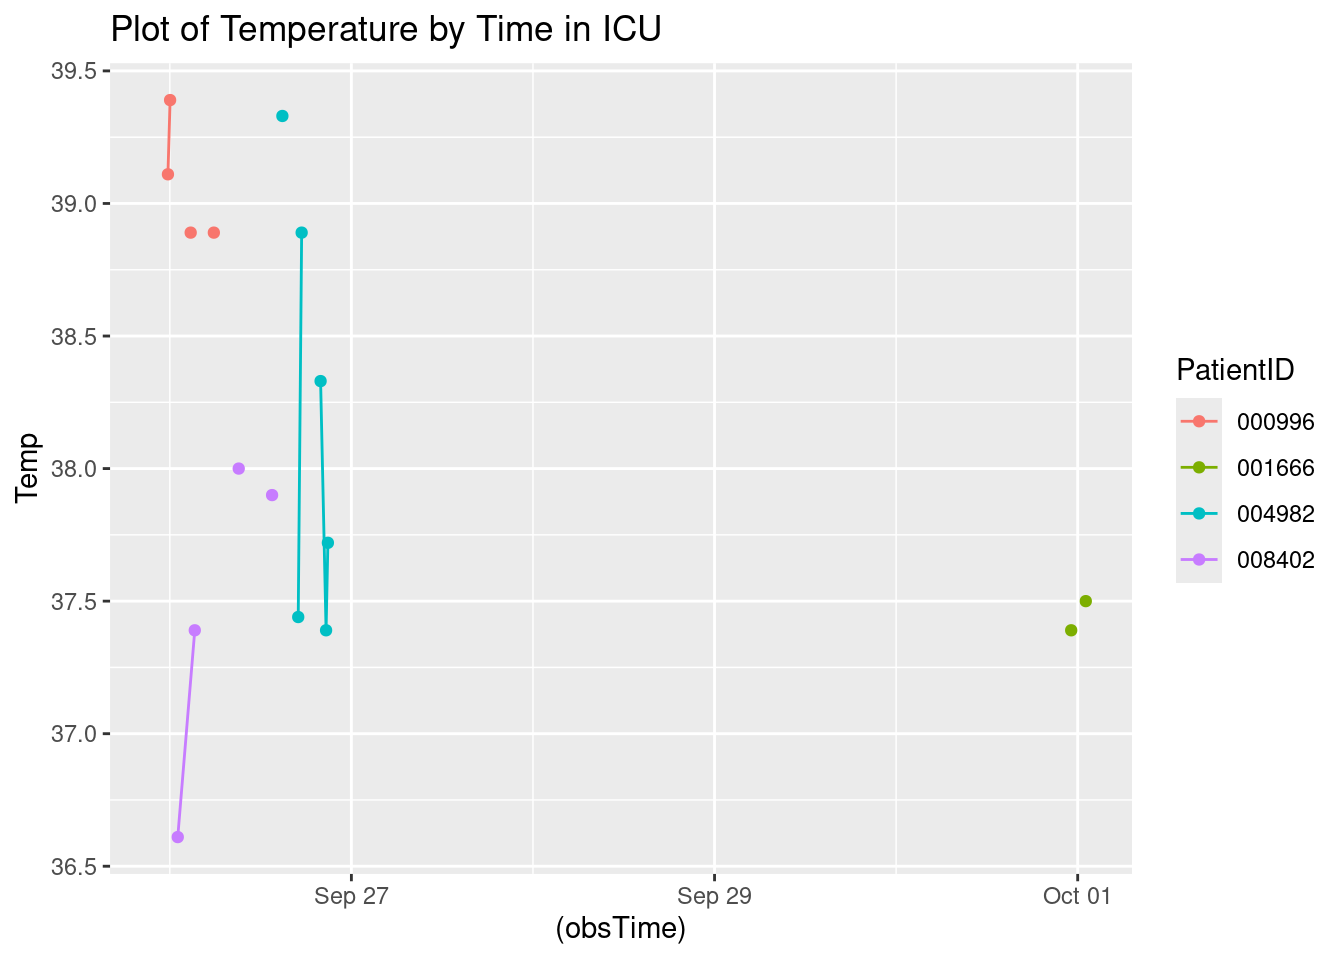 Plot of Temperature by Time in ICU
39.5
39.0
38.5
38.0
37.5
37.0
36.5
Temp
Sep 27
Sep 29
Oct 01
(obsTime)
PatientID
000996
001666
004982
008402